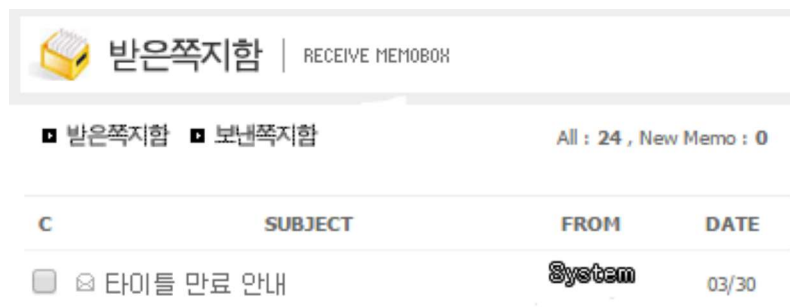 받은쪽지함 | RECEIVE MEMOBOX
받은쪽지함 보낸쪽지함 All : 24 , New Memo : 0
C SUBJECT FROM DATE
타이틀 만료 안내 System 03/30